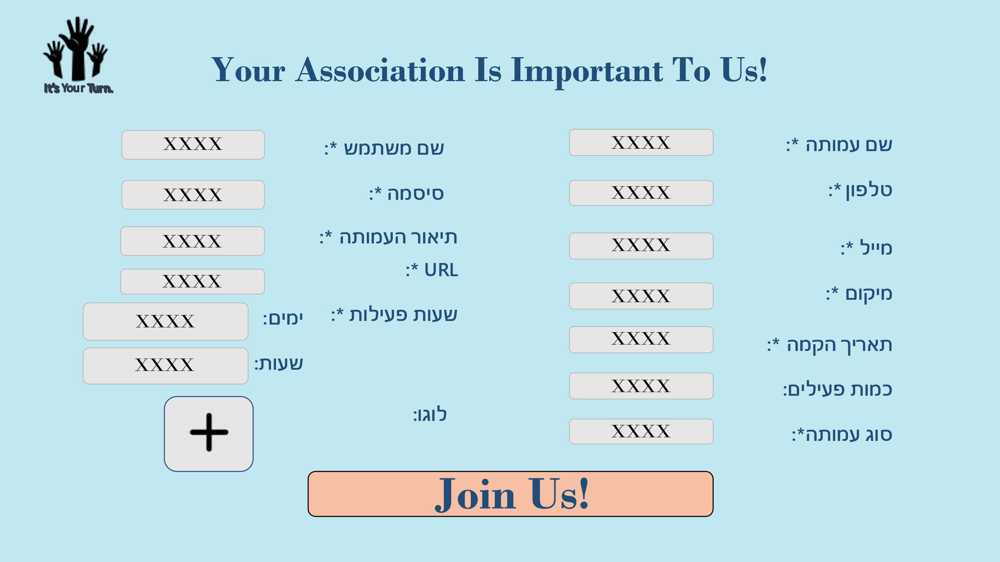 It's Your Turn.
Your Association Is Important To Us!
שם עמותה *:
XXXX
טלפון *:
XXXX
מייל *:
XXXX
מיקום *:
XXXX
תאריך הקמה *:
XXXX
כמות פעילים:
XXXX
סוג עמותה*:
XXXX
שם משתמש *:
XXXX
סיסמה *:
XXXX
תיאור העמותה *:
XXXX
URL *:
XXXX
שעות פעילות *:
ימים:
XXXX
שעות:
XXXX
לוגו:
Join Us!